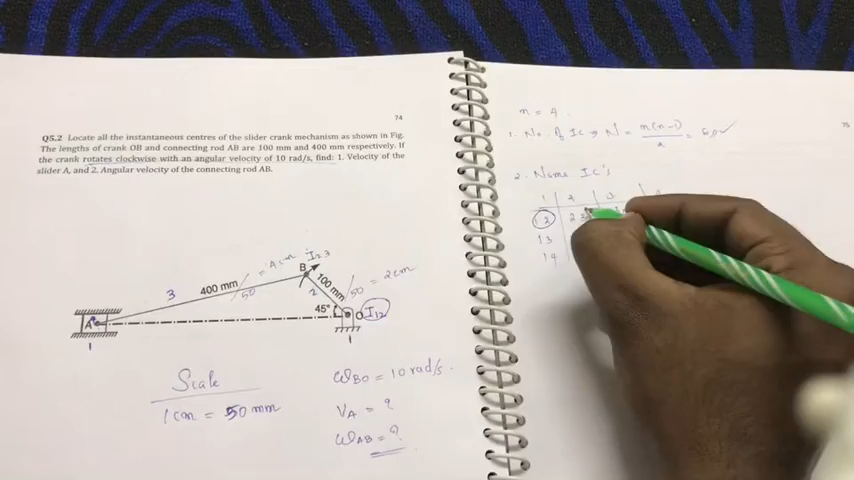 74
Q5.2 Locate all the instantaneous centres of the slider crank mechanism as shown in Fig.
The lengths of crank OB and connecting rod AB are 100 mm and 400 mm respectively. If
the crank rotates clockwise with an angular velocity of 10 rad/s, find: 1. Velocity of the
slider A, and 2. Angular velocity of the connecting rod AB.
B I23
400 mm /50 = 4cm
100 mm /50 = 2cm
3
2
45°
A
O I12
1
1
Scale
1cm = 50 mm
ωBO = 10 rad/s.
VA = ?
ωAB = ?
75
n = 4
1. No. of IC → N = n(n-1)/2 = 6 ✓
2. Name IC's
1 2 3
12 23
13
14